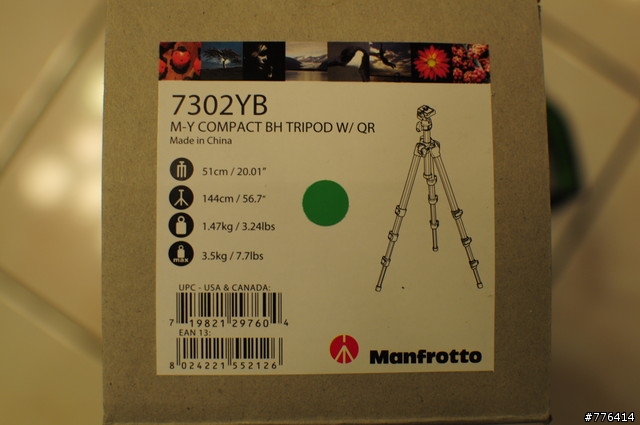 7302YB
M-Y COMPACT BH TRIPOD W/ QR
Made in China
51cm / 20.01"
144cm / 56.7"
1.47kg / 3.24lbs
max
3.5kg / 7.7lbs
UPC - USA & CANADA:
7 19821 29760 4
EAN 13:
8 024221 552126
Manfrotto
#776414